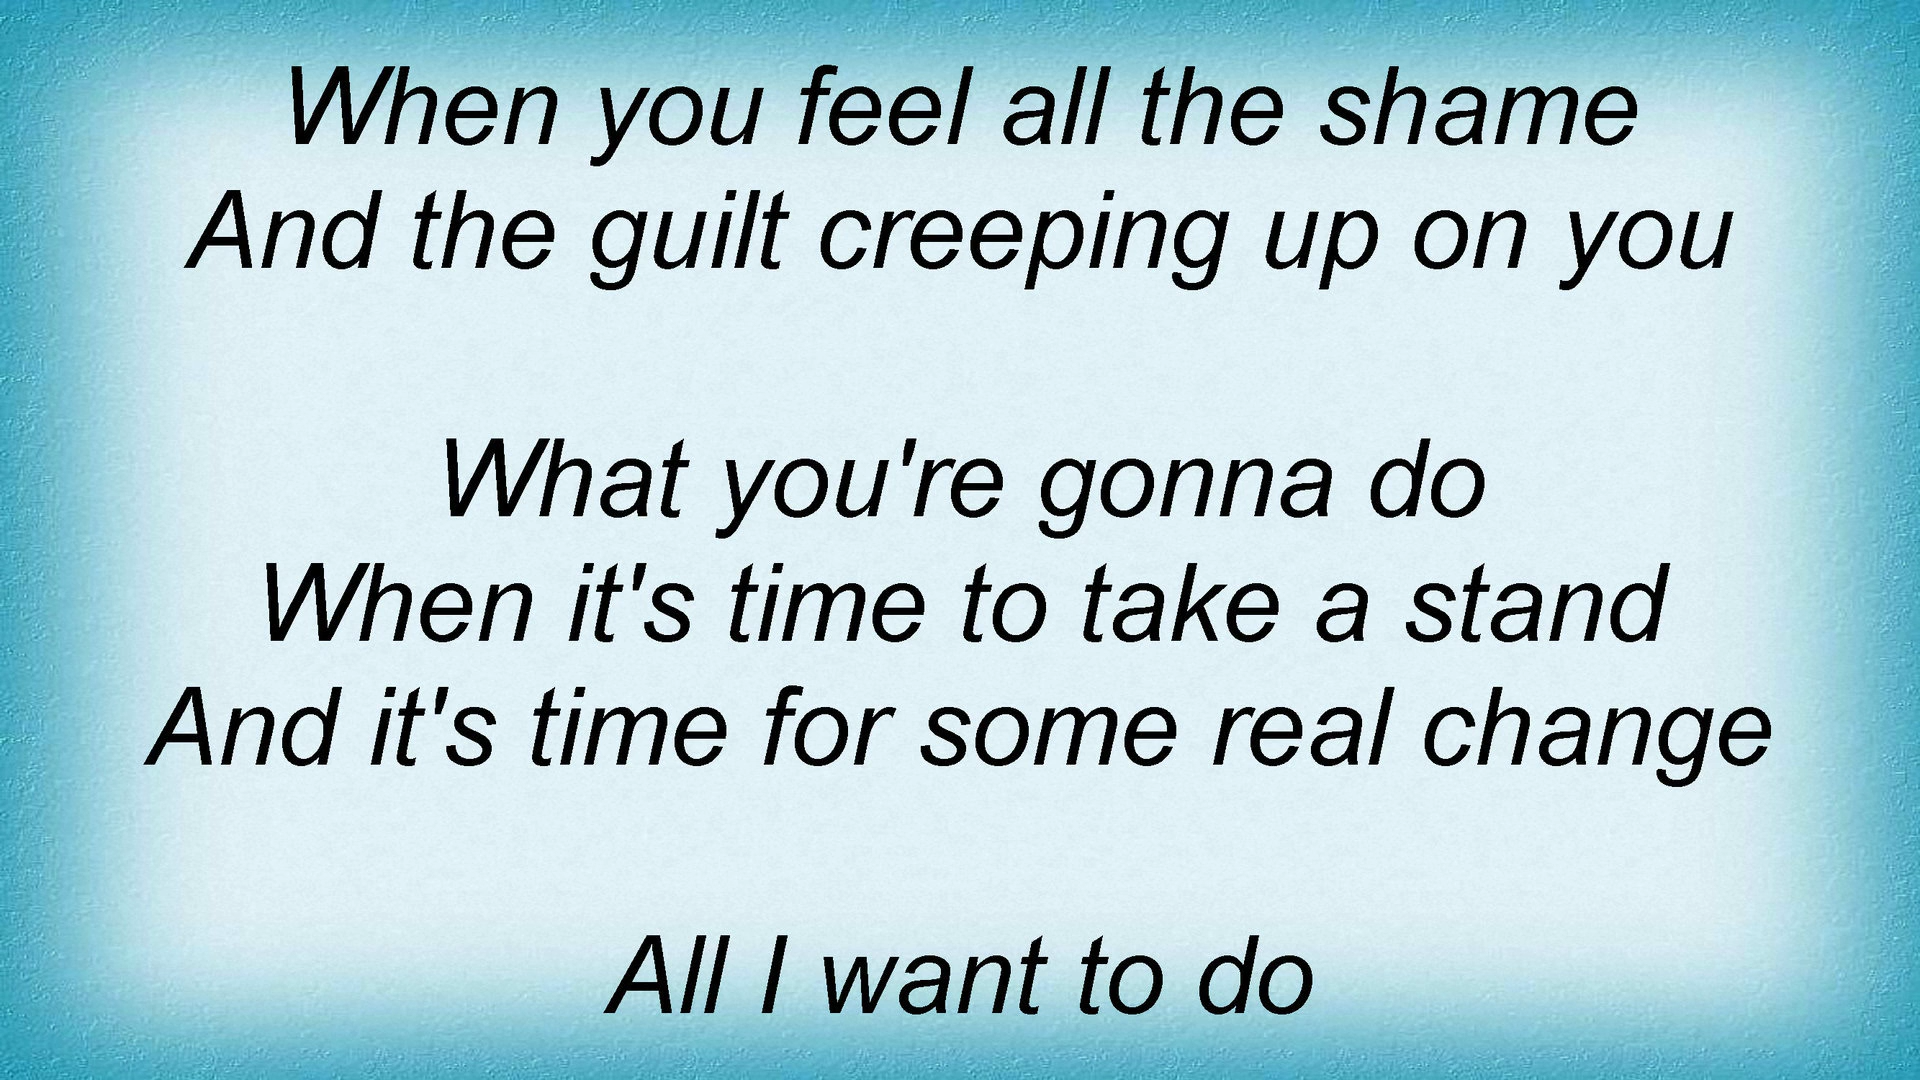 When you feel all the shame
And the guilt creeping up on you
What you're gonna do
When it's time to take a stand
And it's time for some real change
All I want to do